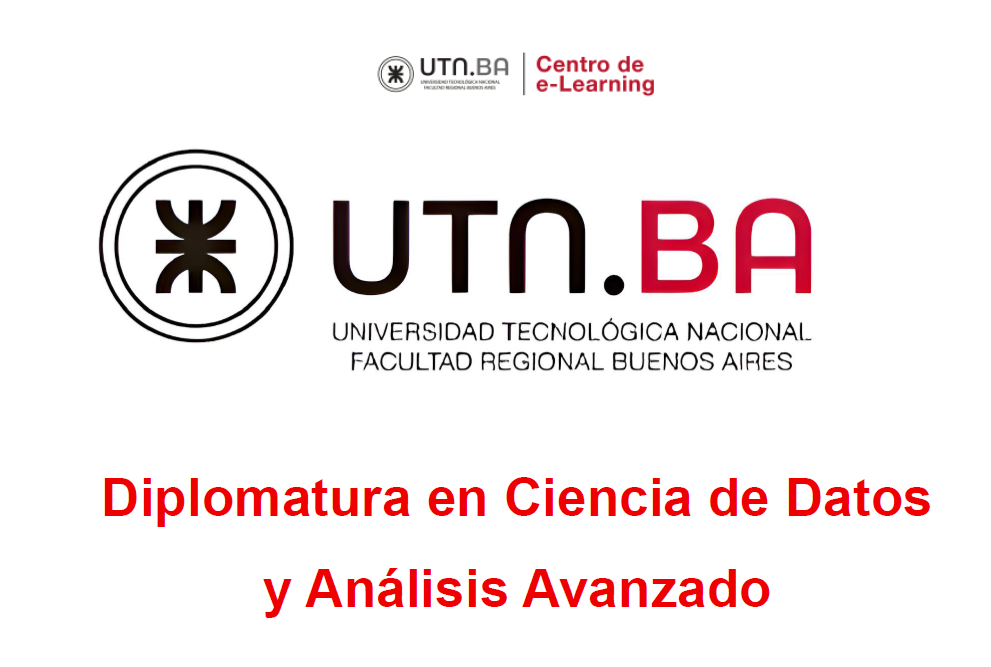 UTN.BA
UNIVERSIDAD TECNOLÓGICA NACIONAL
FACULTAD REGIONAL BUENOS AIRES
Centro de
e-Learning
UTN.BA
UNIVERSIDAD TECNOLÓGICA NACIONAL
FACULTAD REGIONAL BUENOS AIRES
Diplomatura en Ciencia de Datos
y Análisis Avanzado